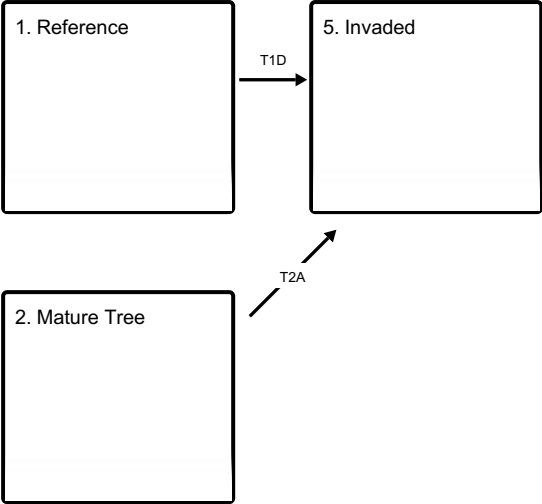 1. Reference
5. Invaded
T1D
T2A
2. Mature Tree